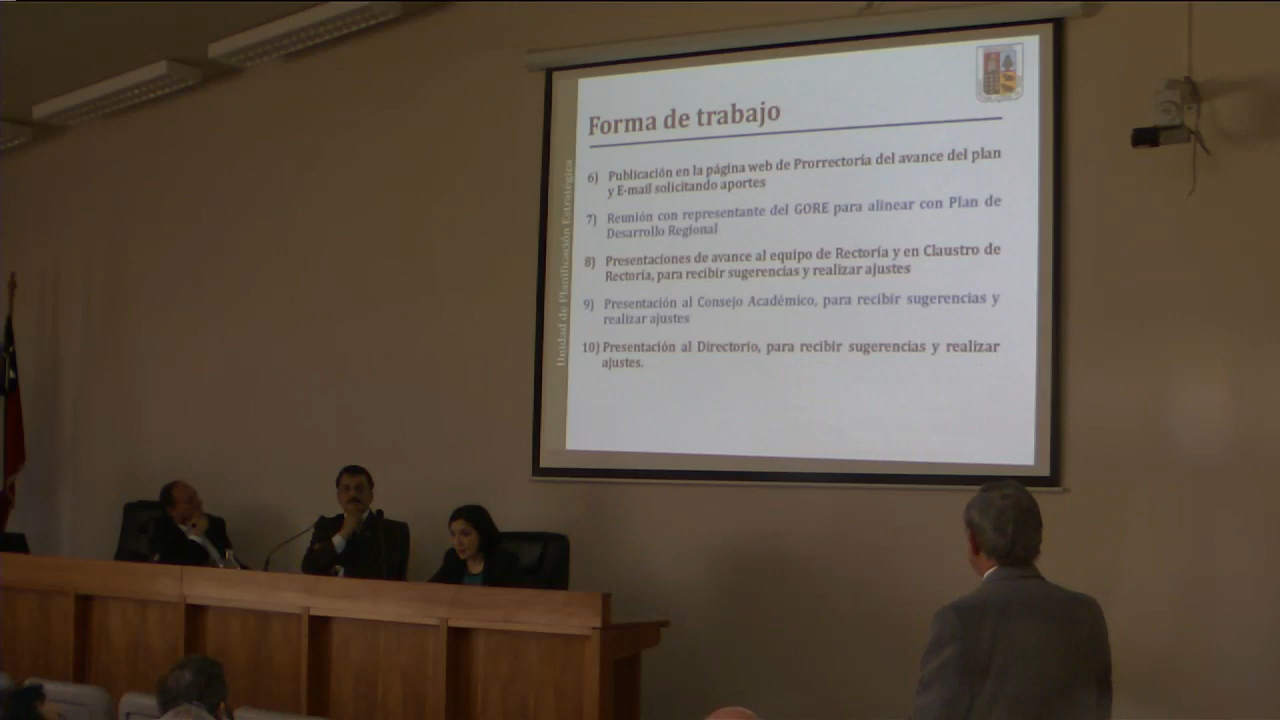 Forma de trabajo
6) Publicación en la página web de Prorrectoría del avance del plan
y E-mail solicitando aportes
7) Reunión con representante del GORE para alinear con Plan de
Desarrollo Regional
8) Presentaciones de avance al equipo de Rectoría y en Claustro de
Rectoría, para recibir sugerencias y realizar ajustes
9) Presentación al Consejo Académico, para recibir sugerencias y
realizar ajustes
10) Presentación al Directorio, para recibir sugerencias y realizar
ajustes.
Unidad de Planificación Estratégica